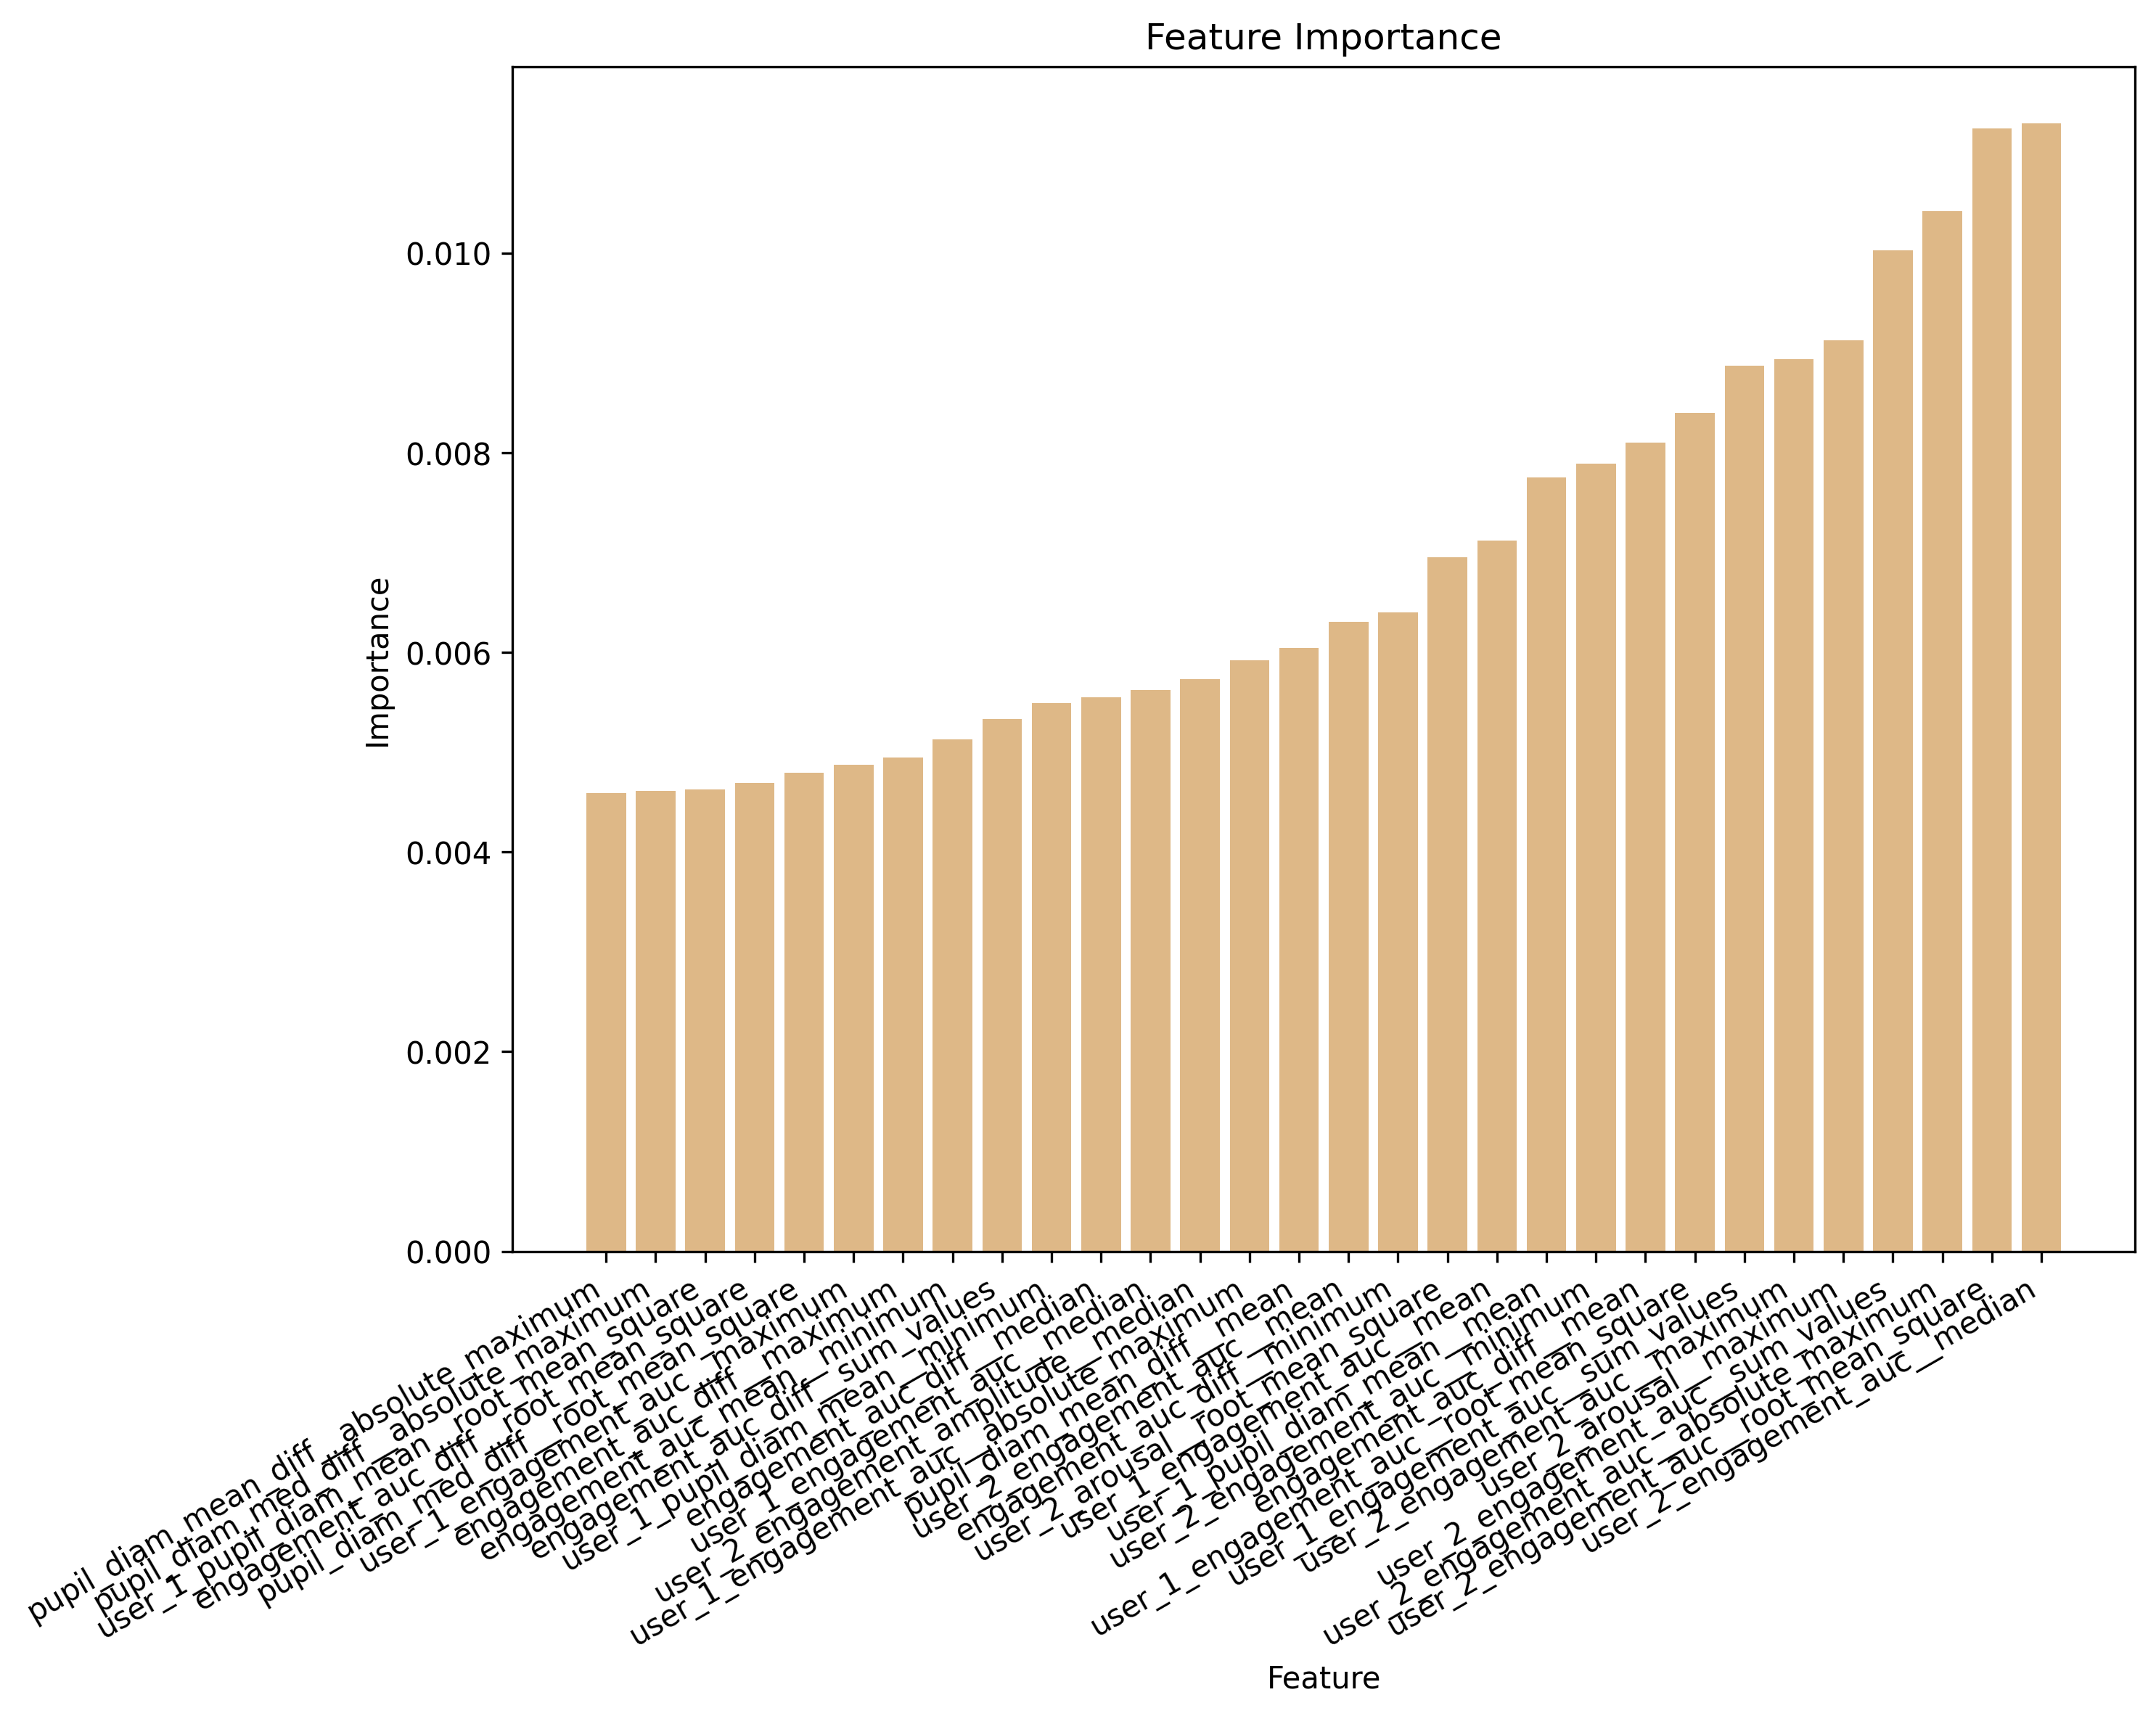 Feature Importance
Importance
0.010
0.008
0.006
0.004
0.002
0.000
pupil_diam_mean_diff__absolute_maximum
pupil_diam_med_diff__absolute_maximum
user_1_pupil_diam_mean__root_mean_square
engagement_auc_diff__root_mean_square
pupil_diam_med_diff__root_mean_square
user_1_engagement_auc__maximum
engagement_auc_diff__maximum
engagement_auc_mean__minimum
engagement_auc_diff__sum_values
user_1_pupil_diam_mean__minimum
engagement_auc_diff__median
user_1_engagement_auc__median
user_2_engagement_amplitude__median
user_1_engagement_auc__absolute_maximum
pupil_diam_mean_diff__mean
user_2_engagement_auc__mean
engagement_auc_diff__minimum
user_2_arousal__root_mean_square
user_1_engagement_auc__mean
user_1_pupil_diam_mean__mean
user_2_engagement_auc__minimum
engagement_auc_diff__mean
user_1_engagement_auc__root_mean_square
user_1_engagement_auc__sum_values
user_2_engagement_auc__maximum
user_2_arousal__maximum
user_2_engagement_auc__sum_values
user_2_engagement_auc__absolute_maximum
user_2_engagement_auc__root_mean_square
user_2_engagement_auc__median
Feature